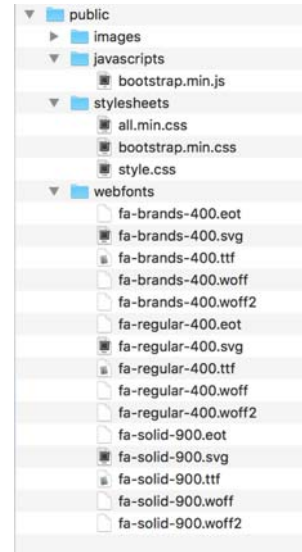 public
images
javascripts
bootstrap.min.js
stylesheets
all.min.css
bootstrap.min.css
style.css
webfonts
fa-brands-400.eot
fa-brands-400.svg
fa-brands-400.ttf
fa-brands-400.woff
fa-brands-400.woff2
fa-regular-400.eot
fa-regular-400.svg
fa-regular-400.ttf
fa-regular-400.woff
fa-regular-400.woff2
fa-solid-900.eot
fa-solid-900.svg
fa-solid-900.ttf
fa-solid-900.woff
fa-solid-900.woff2